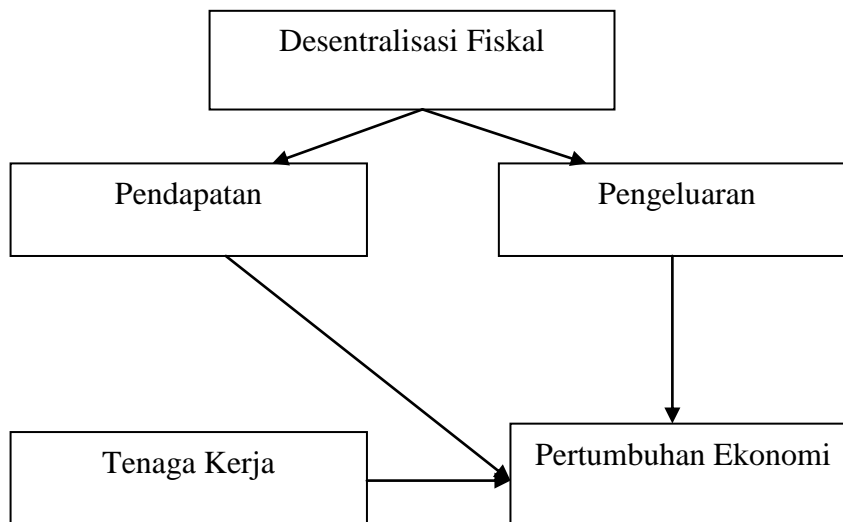 Desentralisasi Fiskal
Pendapatan
Pengeluaran
Tenaga Kerja
Pertumbuhan Ekonomi